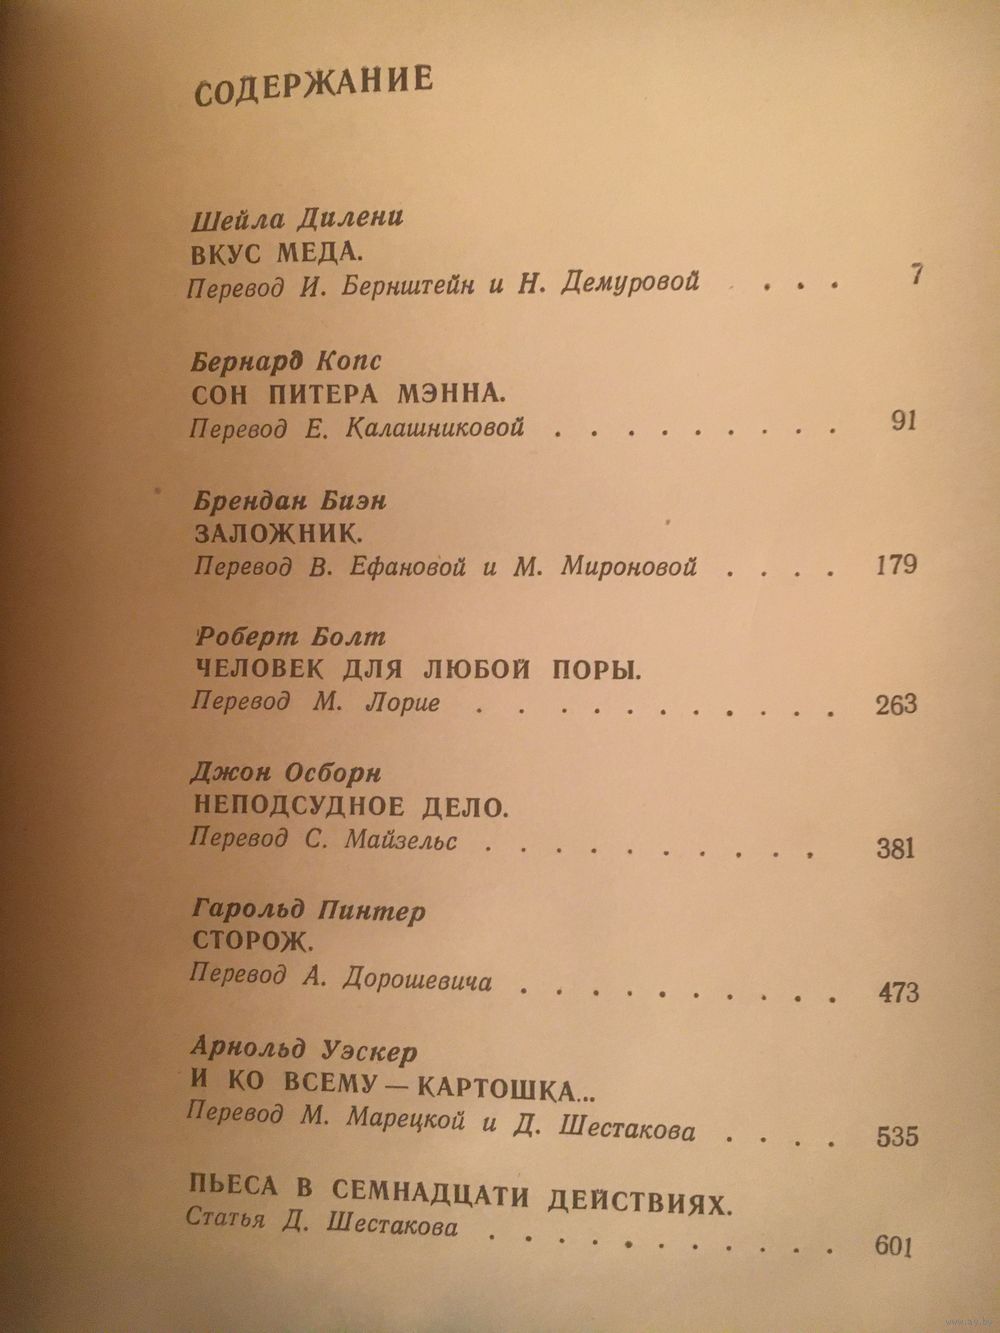 СОДЕРЖАНИЕ
Шейла Дилени
ВКУС МЕДА.
Перевод И. Бернштейн и Н. Демуровой . . . 7
Бернард Копс
СОН ПИТЕРА МЭННА.
Перевод Е. Калашниковой . . . . . . . . . 91
Брендан Биэн
ЗАЛОЖНИК.
Перевод В. Ефановой и М. Мироновой . . . . 179
Роберт Болт
ЧЕЛОВЕК ДЛЯ ЛЮБОЙ ПОРЫ.
Перевод М. Лорие . . . . . . . . . . . 263
Джон Осборн
НЕПОДСУДНОЕ ДЕЛО.
Перевод С. Майзельс . . . . . . . . . . 381
Гарольд Пинтер
СТОРОЖ.
Перевод А. Дорошевича . . . . . . . . . . 473
Арнольд Уэскер
И КО ВСЕМУ — КАРТОШКА...
Перевод М. Марецкой и Д. Шестакова . . . . 535
ПЬЕСА В СЕМНАДЦАТИ ДЕЙСТВИЯХ.
Статья Д. Шестакова . . . . . . . . . . . 601
www.ay.by